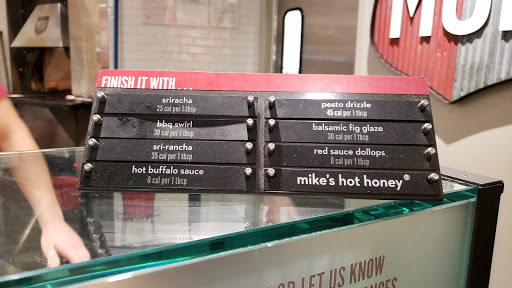 MO
FINISH IT WITH...
sriracha
25 cal per 1 tbsp
bbq swirl
30 cal per 1 tbsp
sri-rancha
35 cal per 1 tbsp
hot buffalo sauce
0 cal per 1 tbsp
pesto drizzle
45 cal per 1 tbsp
balsamic fig glaze
30 cal per 1 tbsp
red sauce dollops
0 cal per 1 tbsp
mike's hot honey®
OR LET US KNOW